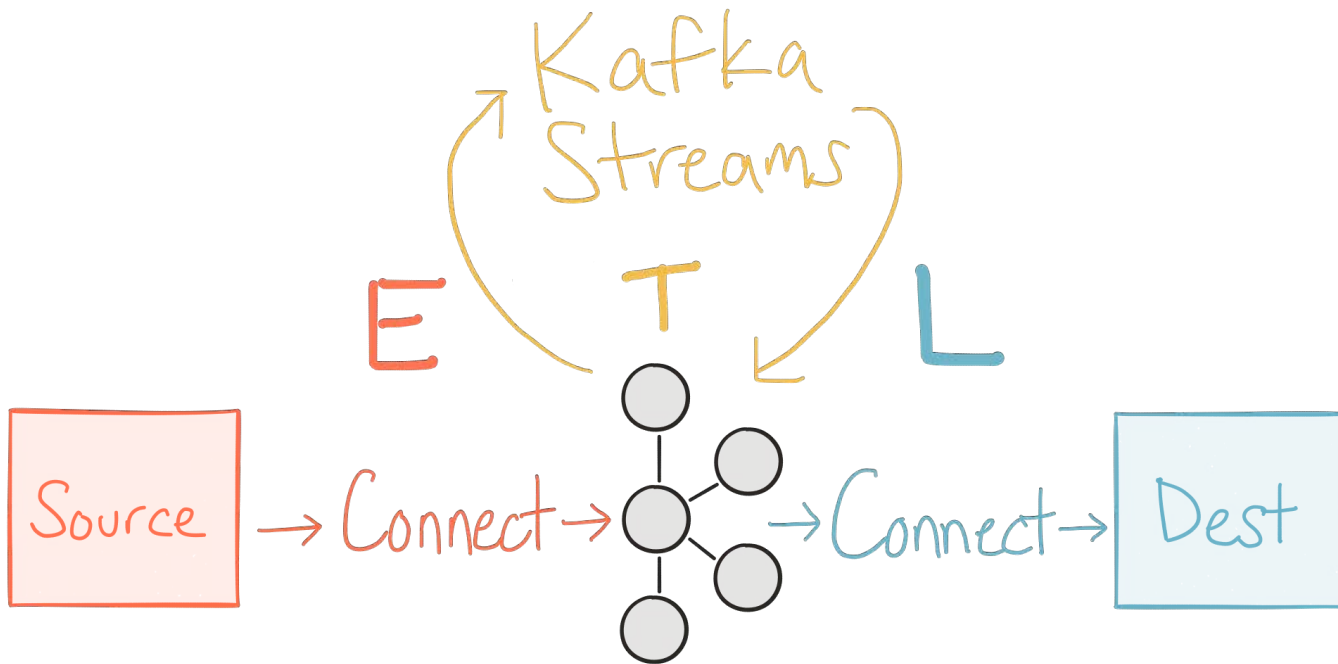 Kafka
Streams
E T L
Source → Connect → → Connect → Dest